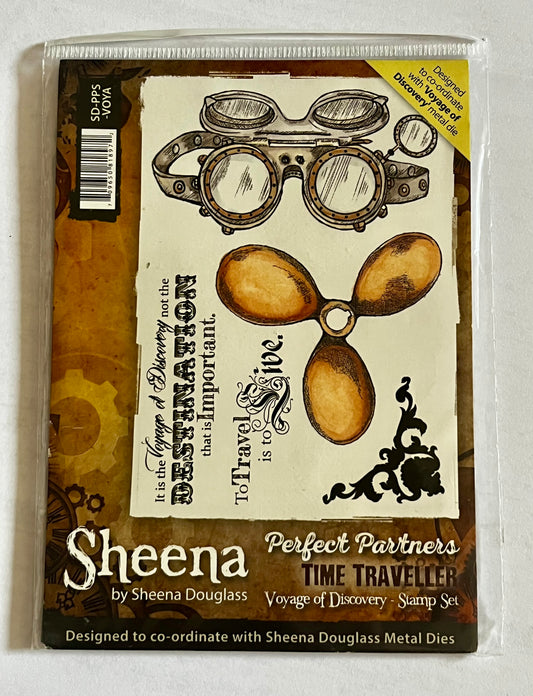 SD-PPS
-VOYA
Designed
to co-ordinate
with 'Voyage of
Discovery' metal die
It is the Voyage of Discovery not the
DESTINATION
that is Important.
To Travel
is to Live.
Sheena
by Sheena Douglass
Perfect Partners
TIME TRAVELLER
Voyage of Discovery - Stamp Set
Designed to co-ordinate with Sheena Douglass Metal Dies